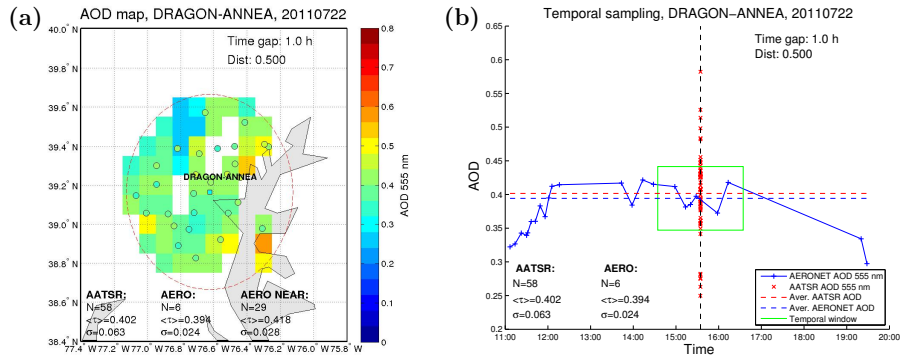 (a)
AOD map, DRAGON-ANNEA, 20110722
40.0° N
39.8° N
39.6° N
39.4° N
39.2° N
39.0° N
38.8° N
38.6° N
38.4° N
Time gap: 1.0 h
Dist: 0.500
DRAGON-ANNEA
AATSR:
N=58
<τ>=0.402
σ=0.063
AERO:
N=6
<τ>=0.394
σ=0.024
AERO NEAR:
N=29
<τ>=0.418
σ=0.028
77.4° W 77.2° W 77.0° W 76.8° W 76.6° W 76.4° W 76.2° W 76.0° W 75.8° W
0.8
0.7
0.6
0.5
0.4
0.3
0.2
0.1
0
AOD 555 nm
(b)
Temporal sampling, DRAGON−ANNEA, 20110722
AOD
0.65
0.6
0.55
0.5
0.45
0.4
0.35
0.3
0.25
0.2
Time gap: 1.0 h
Dist: 0.500
AATSR:
N=58
<τ>=0.402
σ=0.063
AERO:
N=6
<τ>=0.394
σ=0.024
AERONET AOD 555 nm
AATSR AOD 555 nm
Aver. AATSR AOD
Aver. AERONET AOD
Temporal window
11:00 12:00 13:00 14:00 15:00 16:00 17:00 18:00 19:00 20:00
Time